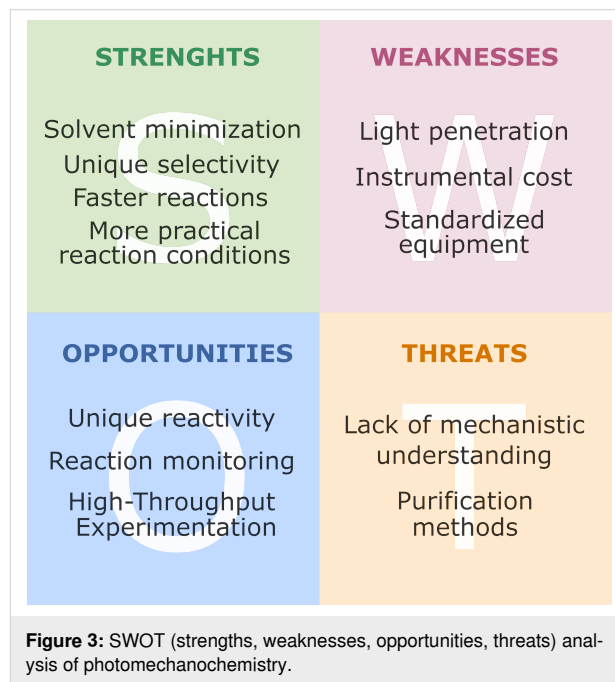 STRENGHTS
Solvent minimization
Unique selectivity
Faster reactions
More practical
reaction conditions
S
WEAKNESSES
Light penetration
Instrumental cost
Standardized
equipment
W
OPPORTUNITIES
Unique reactivity
Reaction monitoring
High-Throughput
Experimentation
O
THREATS
Lack of mechanistic
understanding
Purification
methods
T
Figure 3: SWOT (strengths, weaknesses, opportunities, threats) anal-
ysis of photomechanochemistry.